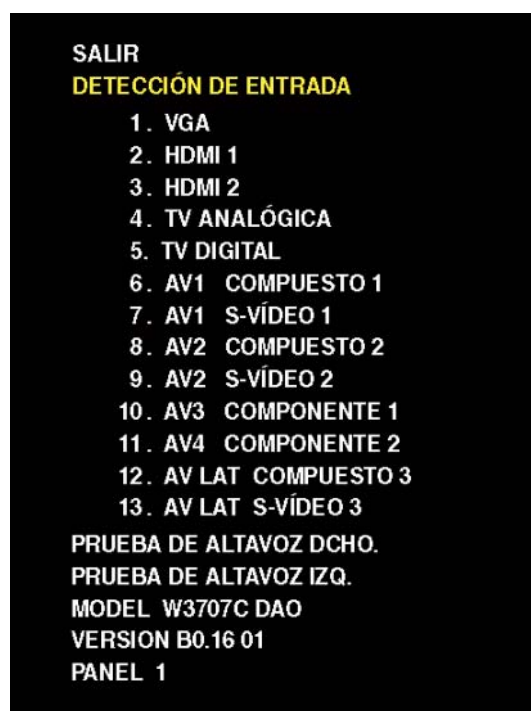 SALIR
DETECCIÓN DE ENTRADA
1. VGA
2. HDMI 1
3. HDMI 2
4. TV ANALÓGICA
5. TV DIGITAL
6. AV1 COMPUESTO 1
7. AV1 S-VÍDEO 1
8. AV2 COMPUESTO 2
9. AV2 S-VÍDEO 2
10. AV3 COMPONENTE 1
11. AV4 COMPONENTE 2
12. AV LAT COMPUESTO 3
13. AV LAT S-VÍDEO 3
PRUEBA DE ALTAVOZ DCHO.
PRUEBA DE ALTAVOZ IZQ.
MODEL W3707C DAO
VERSION B0.16 01
PANEL 1